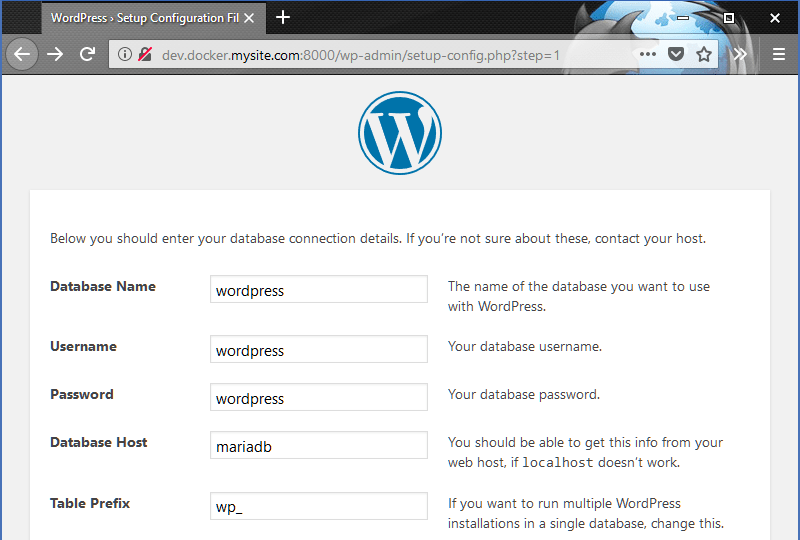 WordPress › Setup Configuration Fil
dev.docker.mysite.com:8000/wp-admin/setup-config.php?step=1
W
Below you should enter your database connection details. If you're not sure about these, contact your host.
Database Name
wordpress
The name of the database you want to use
with WordPress.
Username
wordpress
Your database username.
Password
wordpress
Your database password.
Database Host
mariadb
You should be able to get this info from your
web host, if localhost doesn't work.
Table Prefix
wp_
If you want to run multiple WordPress
installations in a single database, change this.